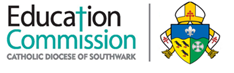 Education
Commission
CATHOLIC DIOCESE OF SOUTHWARK